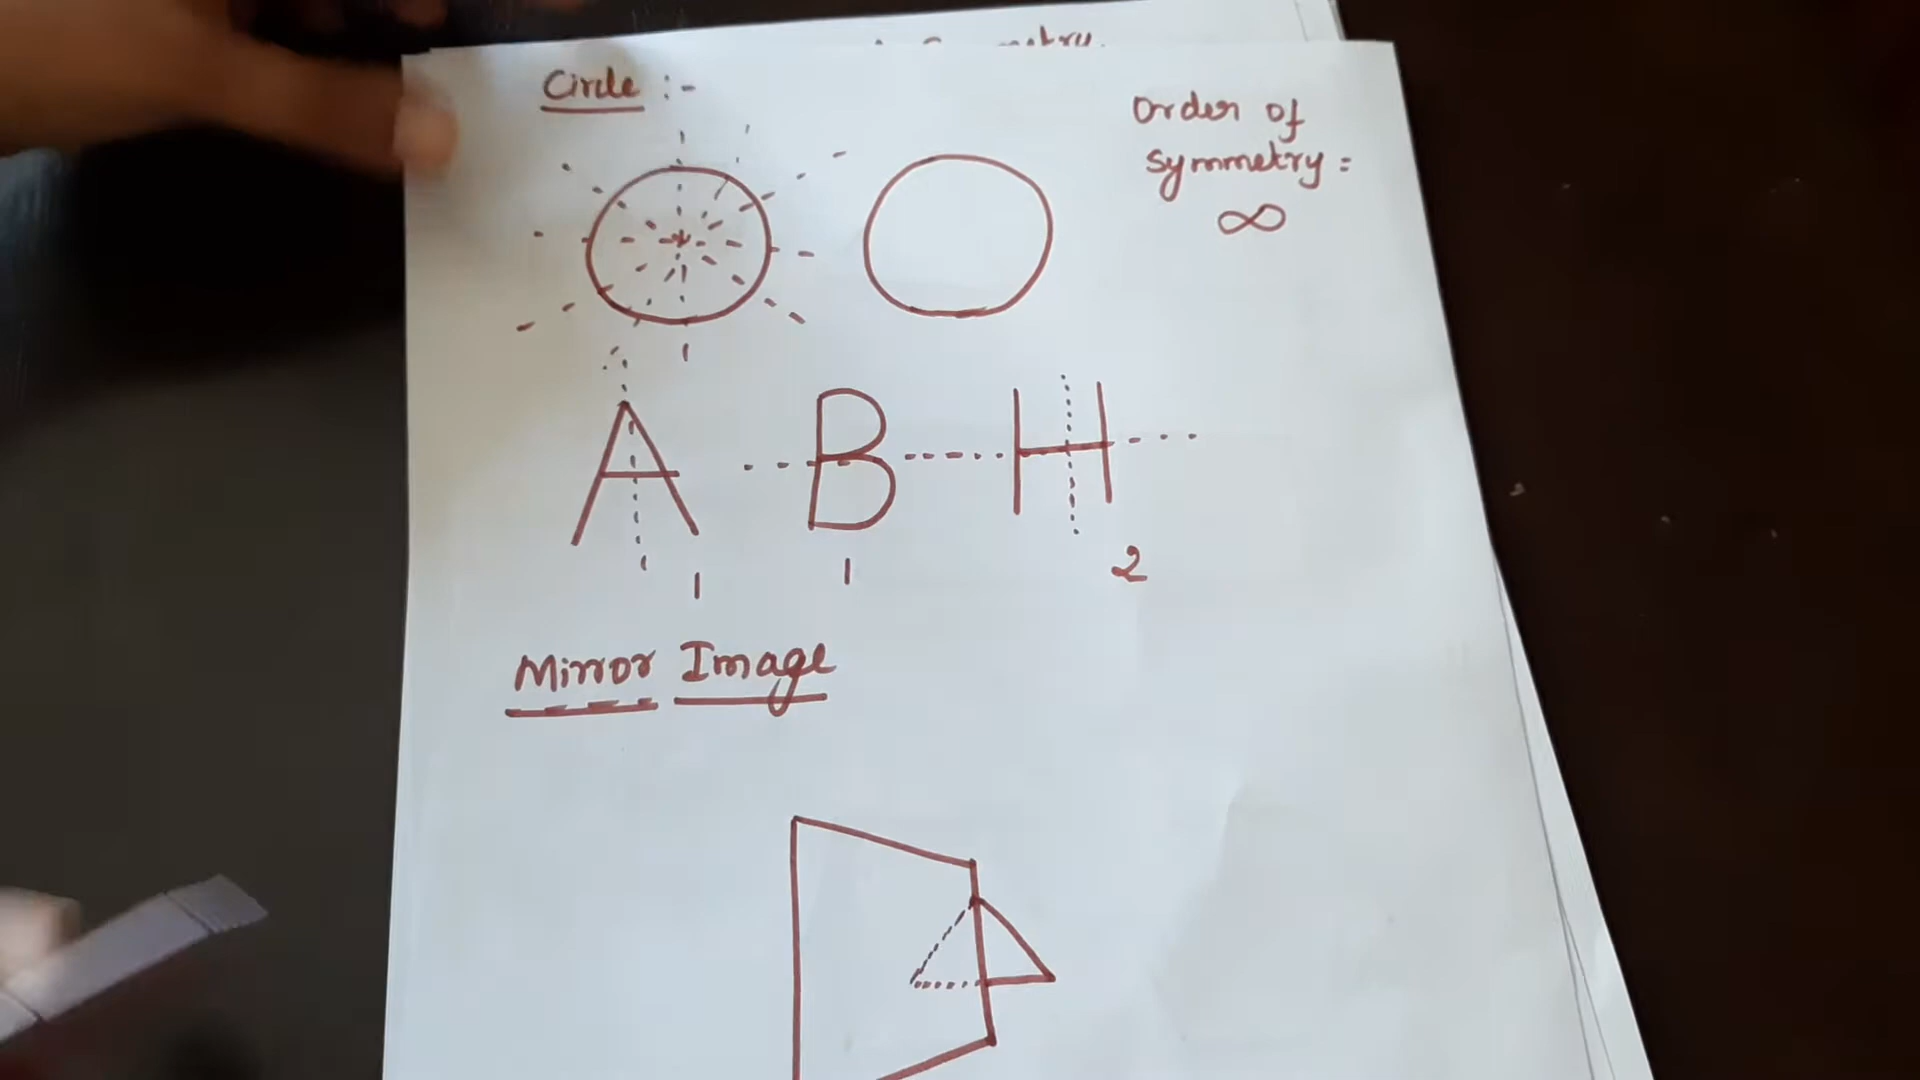 Circle :-
Order of
symmetry =
∞
A B H
1 1 2
Mirror Image